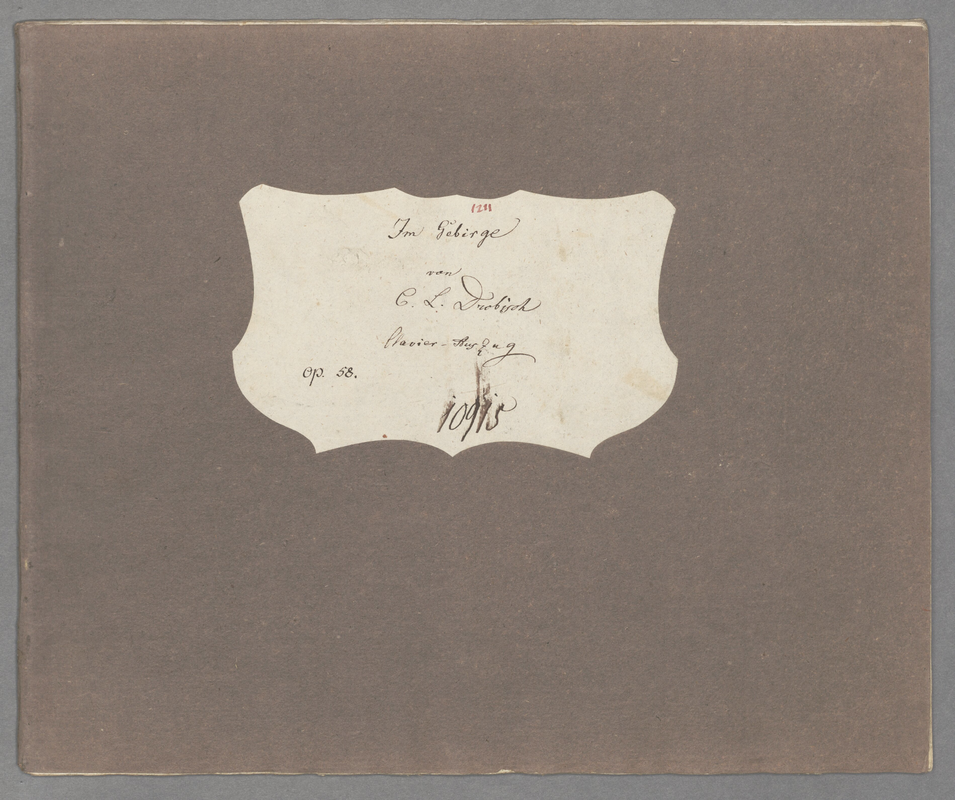 1211
Im Gebirge
von
C. L. Drobisch
Clavier-Auszug
Op. 58.
10915